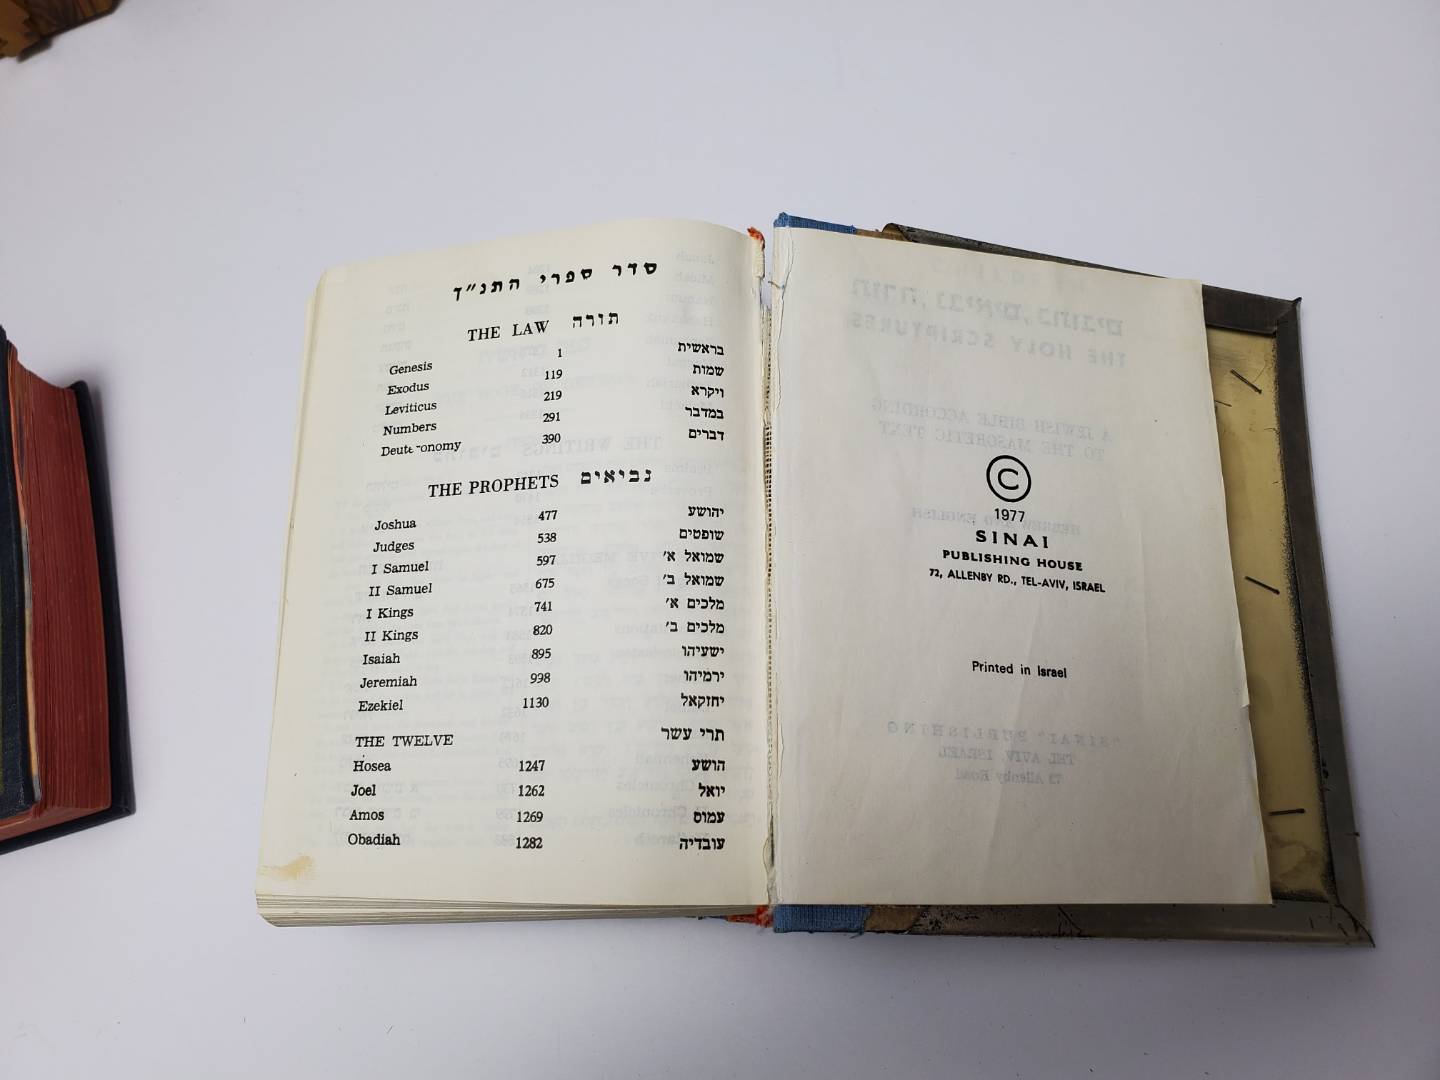 סדר ספרי התנ״ך
THE LAW תורה
Genesis 1 בראשית
Exodus 119 שמות
Leviticus 219 ויקרא
Numbers 291 במדבר
Deuteronomy 390 דברים
THE PROPHETS נביאים
Joshua 477 יהושע
Judges 538 שופטים
I Samuel 597 שמואל א׳
II Samuel 675 שמואל ב׳
I Kings 741 מלכים א׳
II Kings 820 מלכים ב׳
Isaiah 895 ישעיהו
Jeremiah 998 ירמיהו
Ezekiel 1130 יחזקאל
THE TWELVE תרי עשר
Hosea 1247 הושע
Joel 1262 יואל
Amos 1269 עמוס
Obadiah 1282 עובדיה
©
1977
SINAI
PUBLISHING HOUSE
72, ALLENBY RD., TEL-AVIV, ISRAEL
Printed in Israel